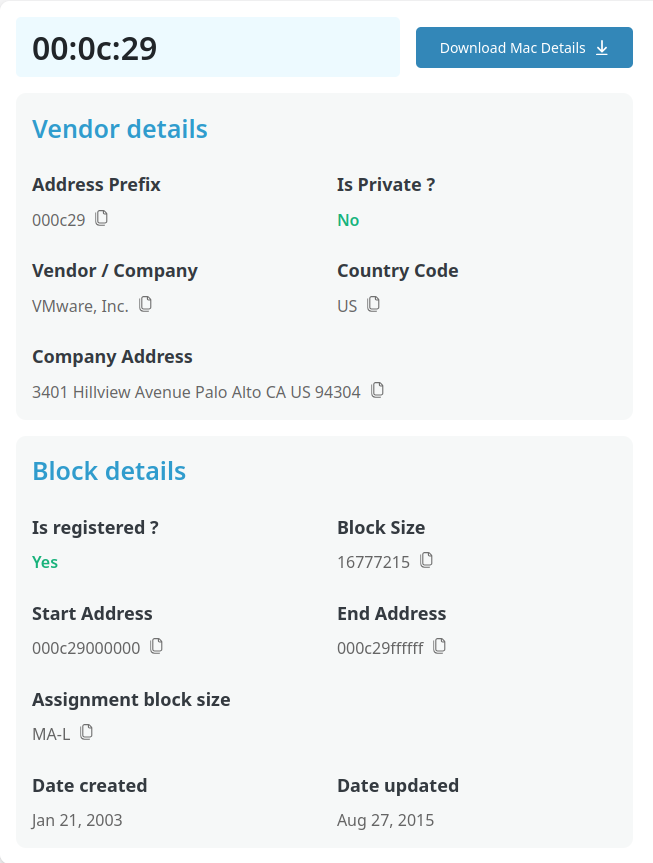 00:0c:29
Download Mac Details
Vendor details
Address Prefix
000c29
Is Private ?
No
Vendor / Company
VMware, Inc.
Country Code
US
Company Address
3401 Hillview Avenue Palo Alto CA US 94304
Block details
Is registered ?
Yes
Block Size
16777215
Start Address
000c29000000
End Address
000c29ffffff
Assignment block size
MA-L
Date created
Jan 21, 2003
Date updated
Aug 27, 2015